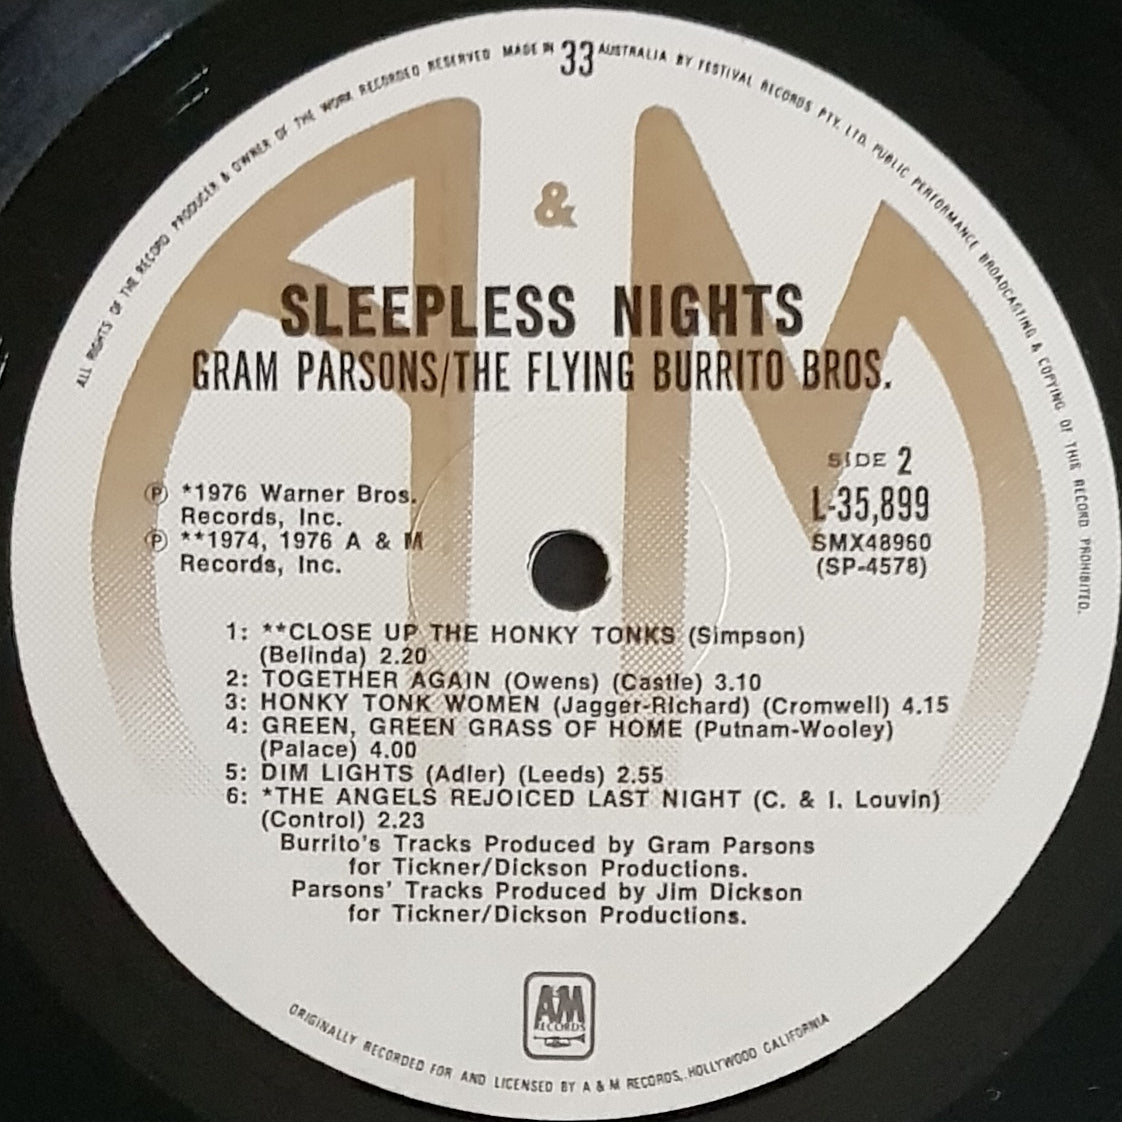 ALL RIGHTS OF THE RECORD PRODUCER & OWNER OF THE WORK RECORDED RESERVED MADE IN 33 AUSTRALIA BY FESTIVAL RECORDS PTY. LTD. PUBLIC PERFORMANCE BROADCASTING & COPYING OF THIS RECORD PROHIBITED.
A & M
SLEEPLESS NIGHTS
GRAM PARSONS/THE FLYING BURRITO BROS.
SIDE 2
L-35,899
SMX48960
(SP-4578)
Ⓟ *1976 Warner Bros.
Records, Inc.
Ⓟ **1974, 1976 A & M
Records, Inc.
1: **CLOSE UP THE HONKY TONKS (Simpson)
(Belinda) 2.20
2: TOGETHER AGAIN (Owens) (Castle) 3.10
3: HONKY TONK WOMEN (Jagger-Richard) (Cromwell) 4.15
4: GREEN, GREEN GRASS OF HOME (Putnam-Wooley)
(Palace) 4.00
5: DIM LIGHTS (Adler) (Leeds) 2.55
6: *THE ANGELS REJOICED LAST NIGHT (C. & I. Louvin)
(Control) 2.23
Burrito's Tracks Produced by Gram Parsons
for Tickner/Dickson Productions.
Parsons' Tracks Produced by Jim Dickson
for Tickner/Dickson Productions.
A&M
RECORDS
ORIGINALLY RECORDED FOR AND LICENSED BY A & M RECORDS, HOLLYWOOD CALIFORNIA